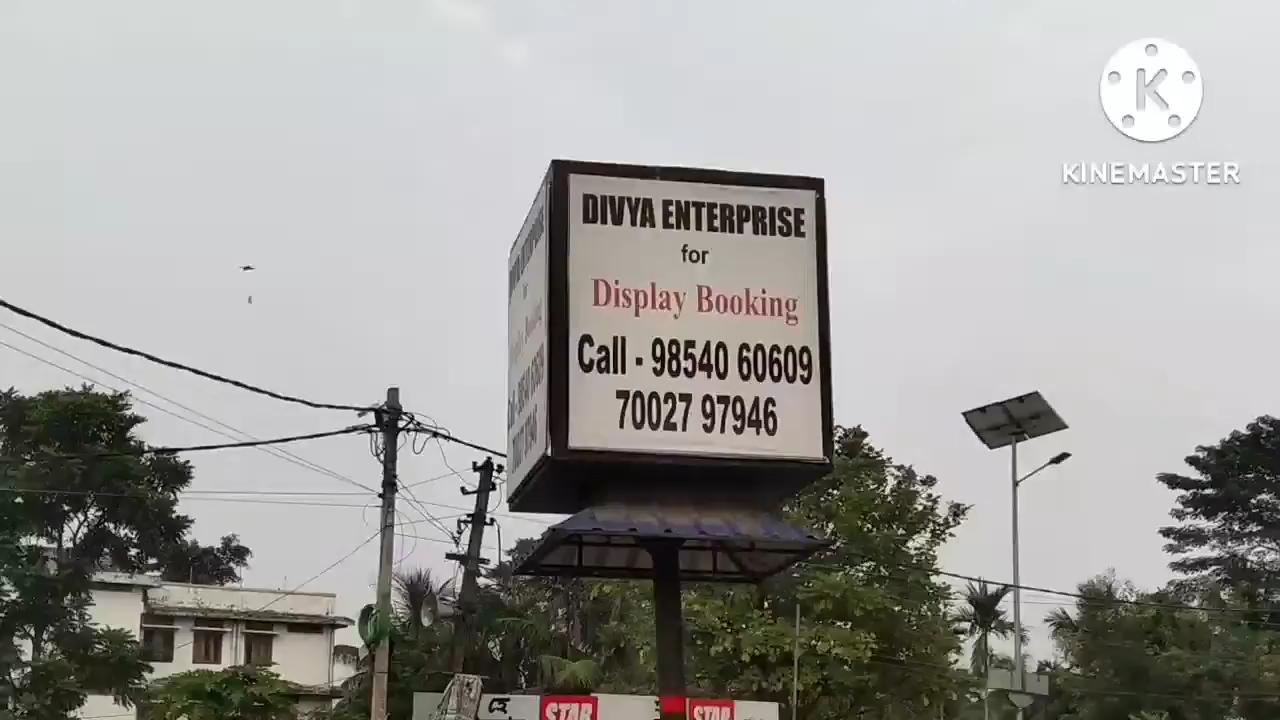 K
KINEMASTER
DIVYA ENTERPRISE
for
Display Booking
Call - 98540 60609
70027 97946
STAR
STAR